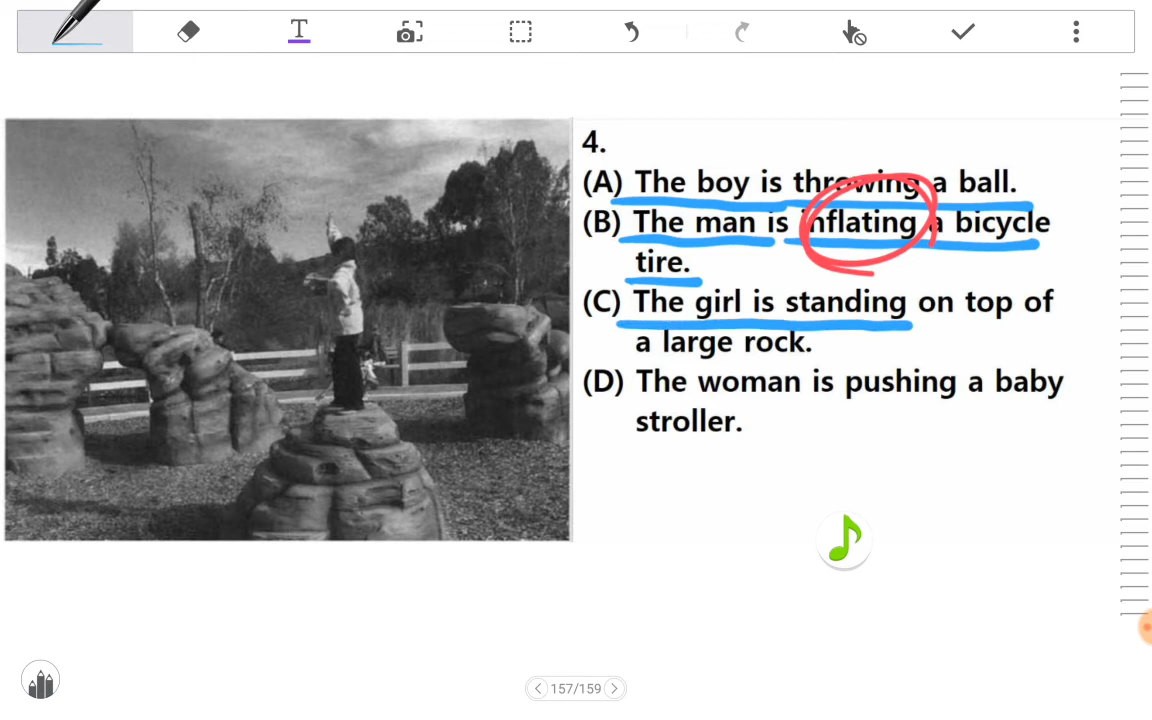 T
4.
(A) The boy is throwing a ball.
(B) The man is inflating a bicycle
tire.
(C) The girl is standing on top of
a large rock.
(D) The woman is pushing a baby
stroller.
157/159